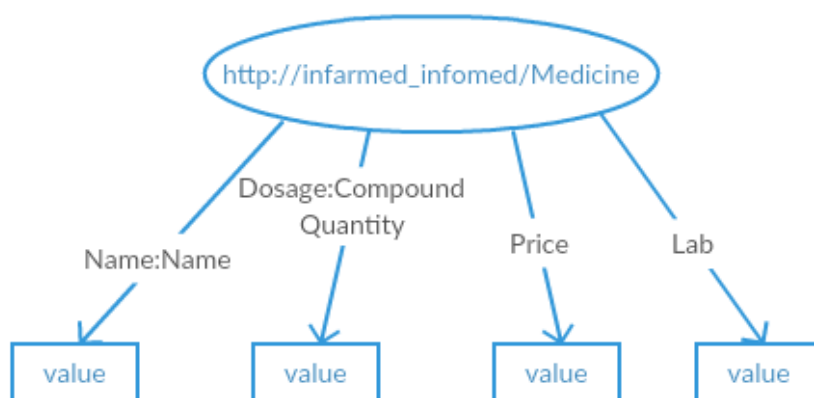 http://infarmed_infomed/Medicine
Dosage:Compound
Quantity
Name:Name
Price
Lab
value
value
value
value